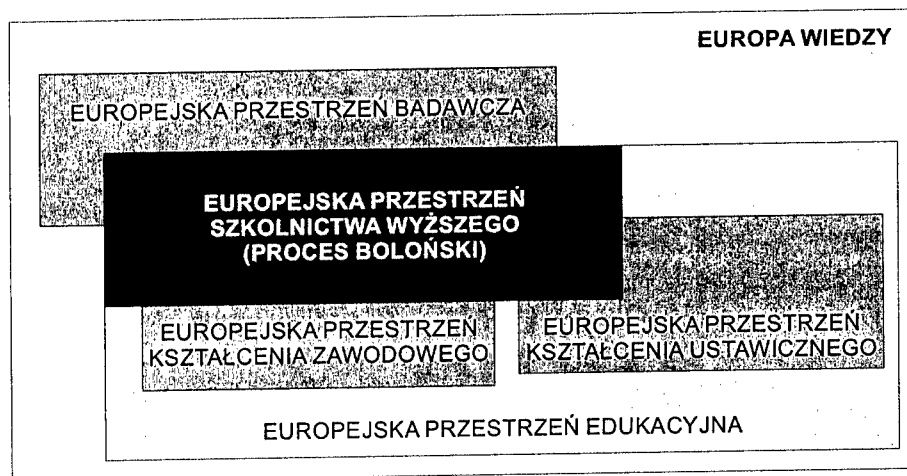 EUROPA WIEDZY
EUROPEJSKA PRZESTRZEŃ BADAWCZA
EUROPEJSKA PRZESTRZEŃ
SZKOLNICTWA WYŻSZEGO
(PROCES BOLOŃSKI)
EUROPEJSKA PRZESTRZEŃ
KSZTAŁCENIA ZAWODOWEGO
EUROPEJSKA PRZESTRZEŃ
KSZTAŁCENIA USTAWICZNEGO
EUROPEJSKA PRZESTRZEŃ EDUKACYJNA